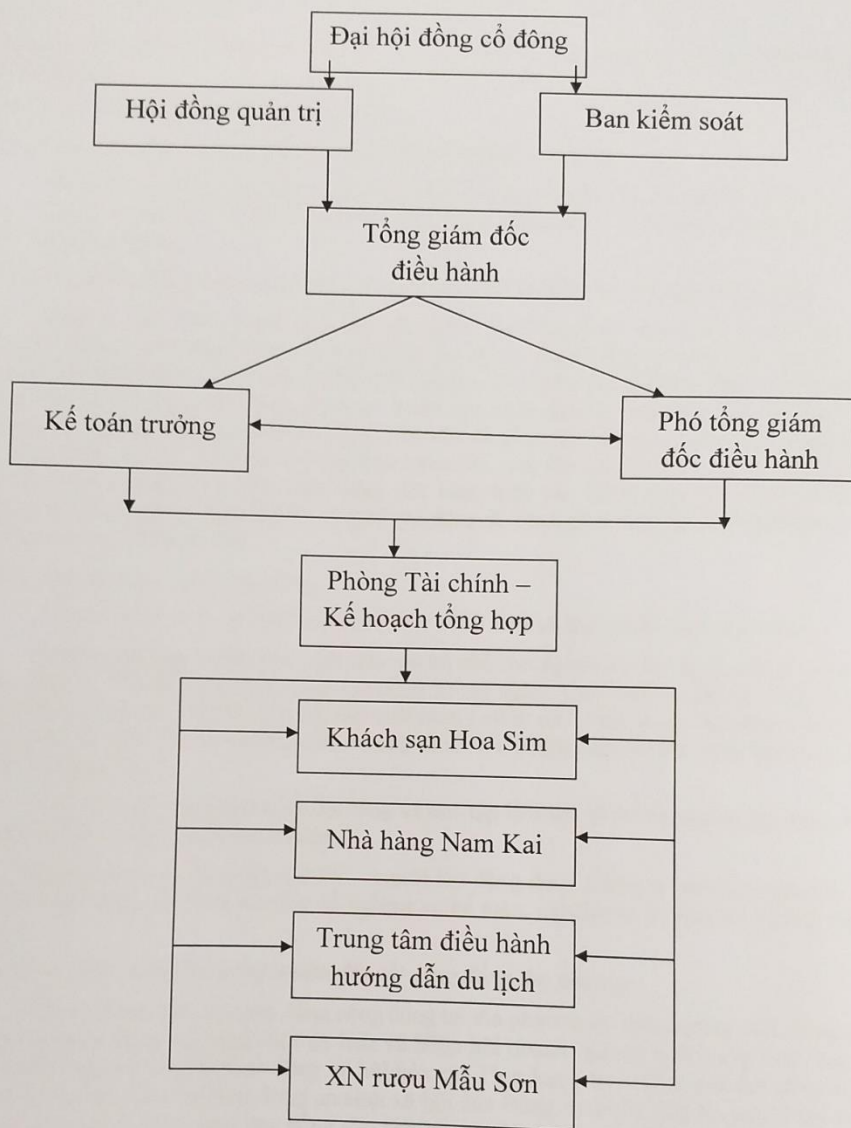 Đại hội đồng cổ đông
Hội đồng quản trị
Ban kiểm soát
Tổng giám đốc
điều hành
Kế toán trưởng
Phó tổng giám
đốc điều hành
Phòng Tài chính –
Kế hoạch tổng hợp
Khách sạn Hoa Sim
Nhà hàng Nam Kai
Trung tâm điều hành
hướng dẫn du lịch
XN rượu Mẫu Sơn